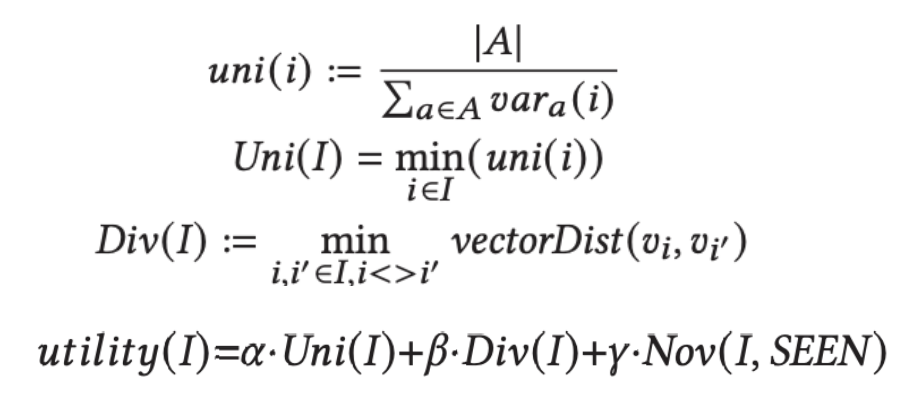 uni(i) := |A| / ∑_{a∈A} var_a(i)
Uni(I) = min_{i∈I}(uni(i))
Div(I) := min_{i,i′∈I,i<>i′} vectorDist(v_i, v_{i′})
utility(I)=α·Uni(I)+β·Div(I)+γ·Nov(I, SEEN)